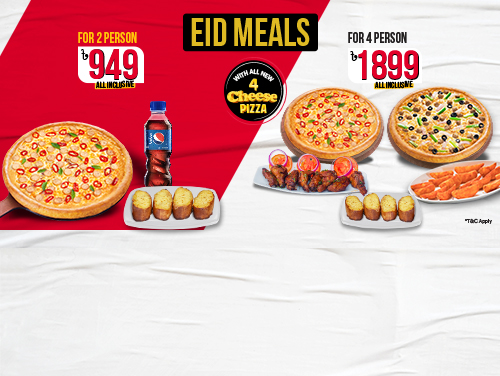 EID MEALS
FOR 2 PERSON
৳949
ALL INCLUSIVE
WITH ALL NEW
4
Cheese
PIZZA
FOR 4 PERSON
৳1899
ALL INCLUSIVE
pepsi
*T&C Apply